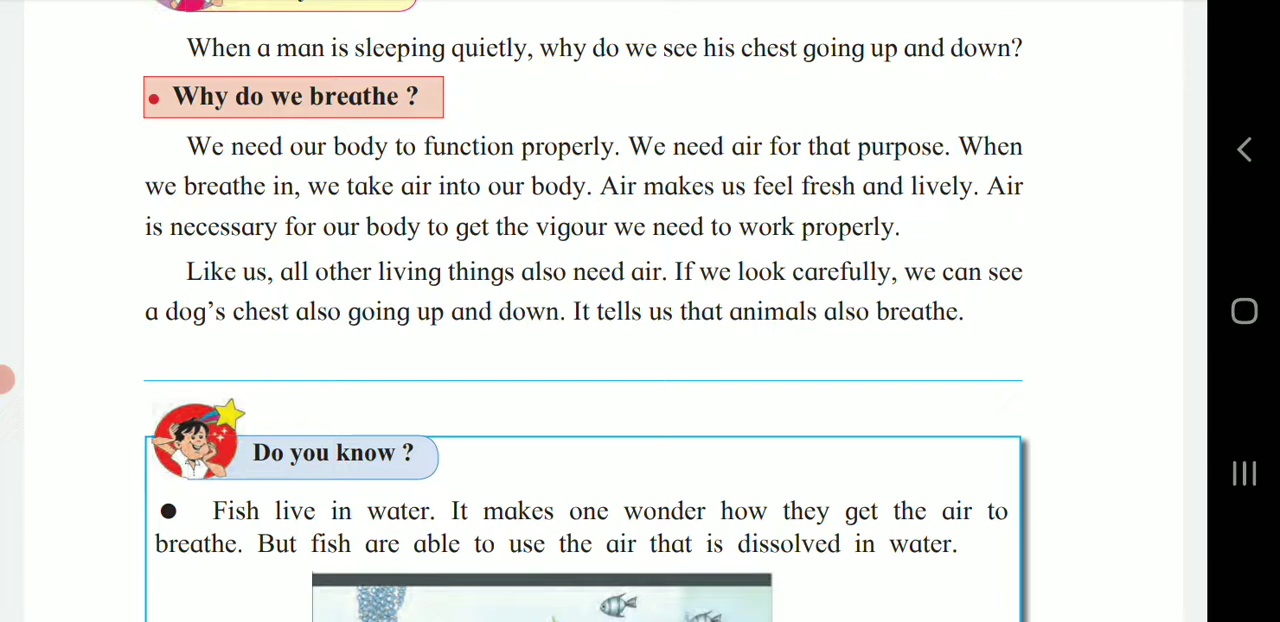 When a man is sleeping quietly, why do we see his chest going up and down?
• Why do we breathe ?
We need our body to function properly. We need air for that purpose. When
we breathe in, we take air into our body. Air makes us feel fresh and lively. Air
is necessary for our body to get the vigour we need to work properly.
Like us, all other living things also need air. If we look carefully, we can see
a dog's chest also going up and down. It tells us that animals also breathe.
Do you know ?
● Fish live in water. It makes one wonder how they get the air to
breathe. But fish are able to use the air that is dissolved in water.